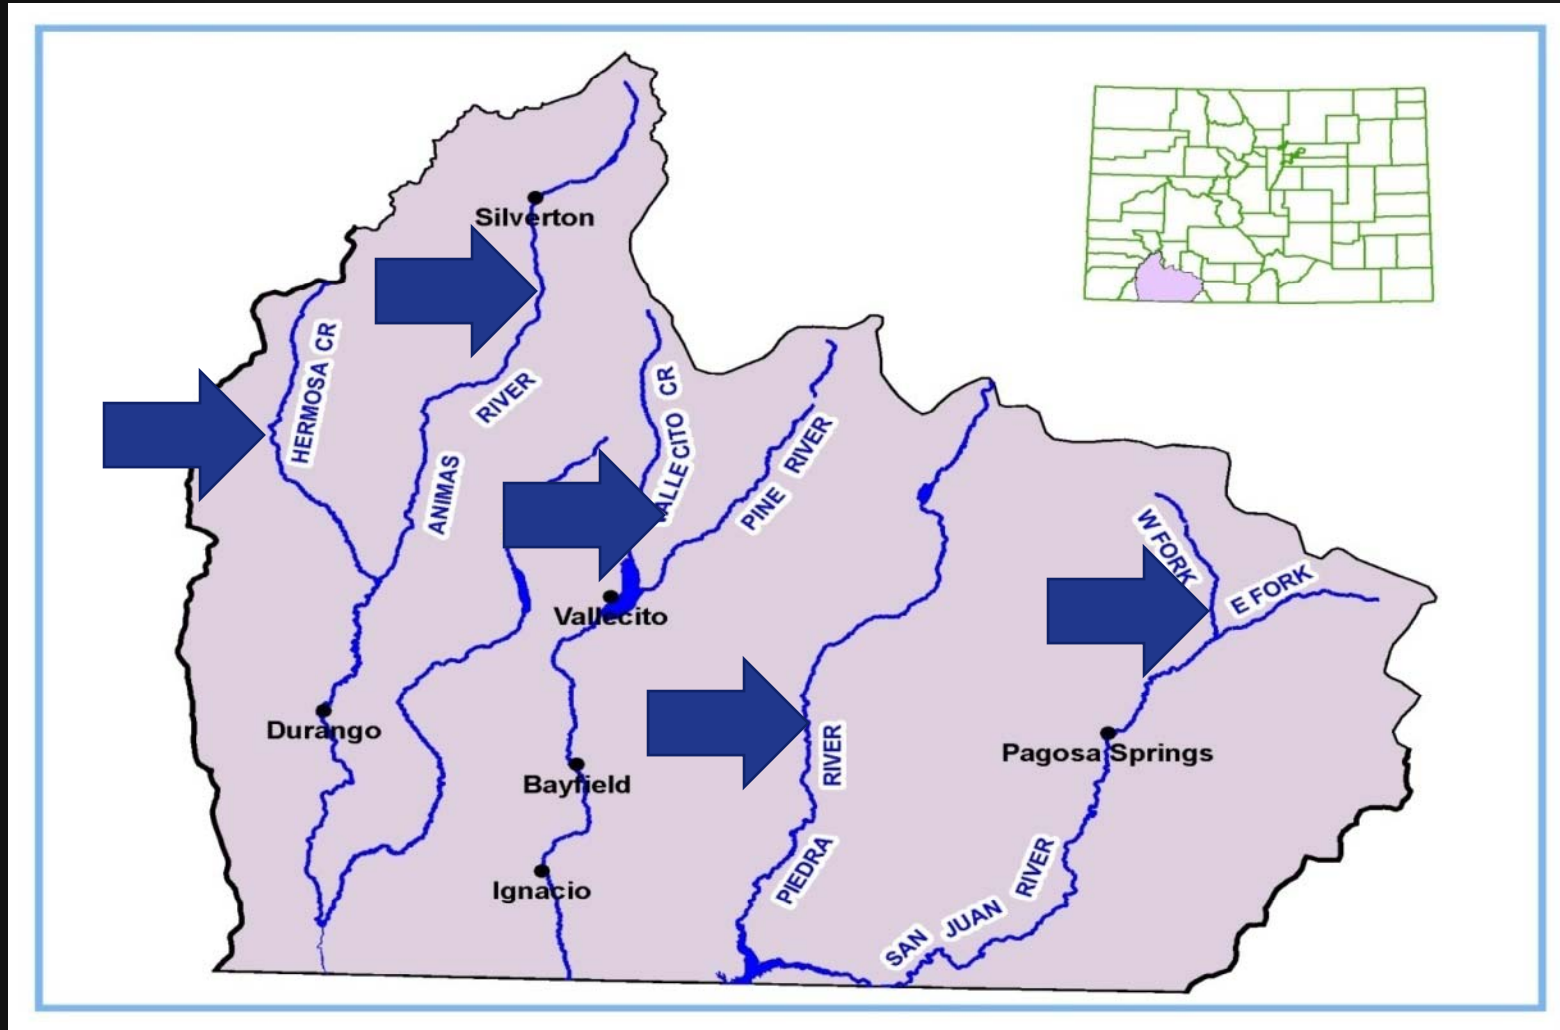 Silverton
HERMOSA CR
RIVER
ANIMAS
VALLECITO CR
PINE RIVER
W FORK
E FORK
Vallecito
Durango
Pagosa Springs
RIVER
Bayfield
PIEDRA
RIVER
Ignacio
SAN JUAN